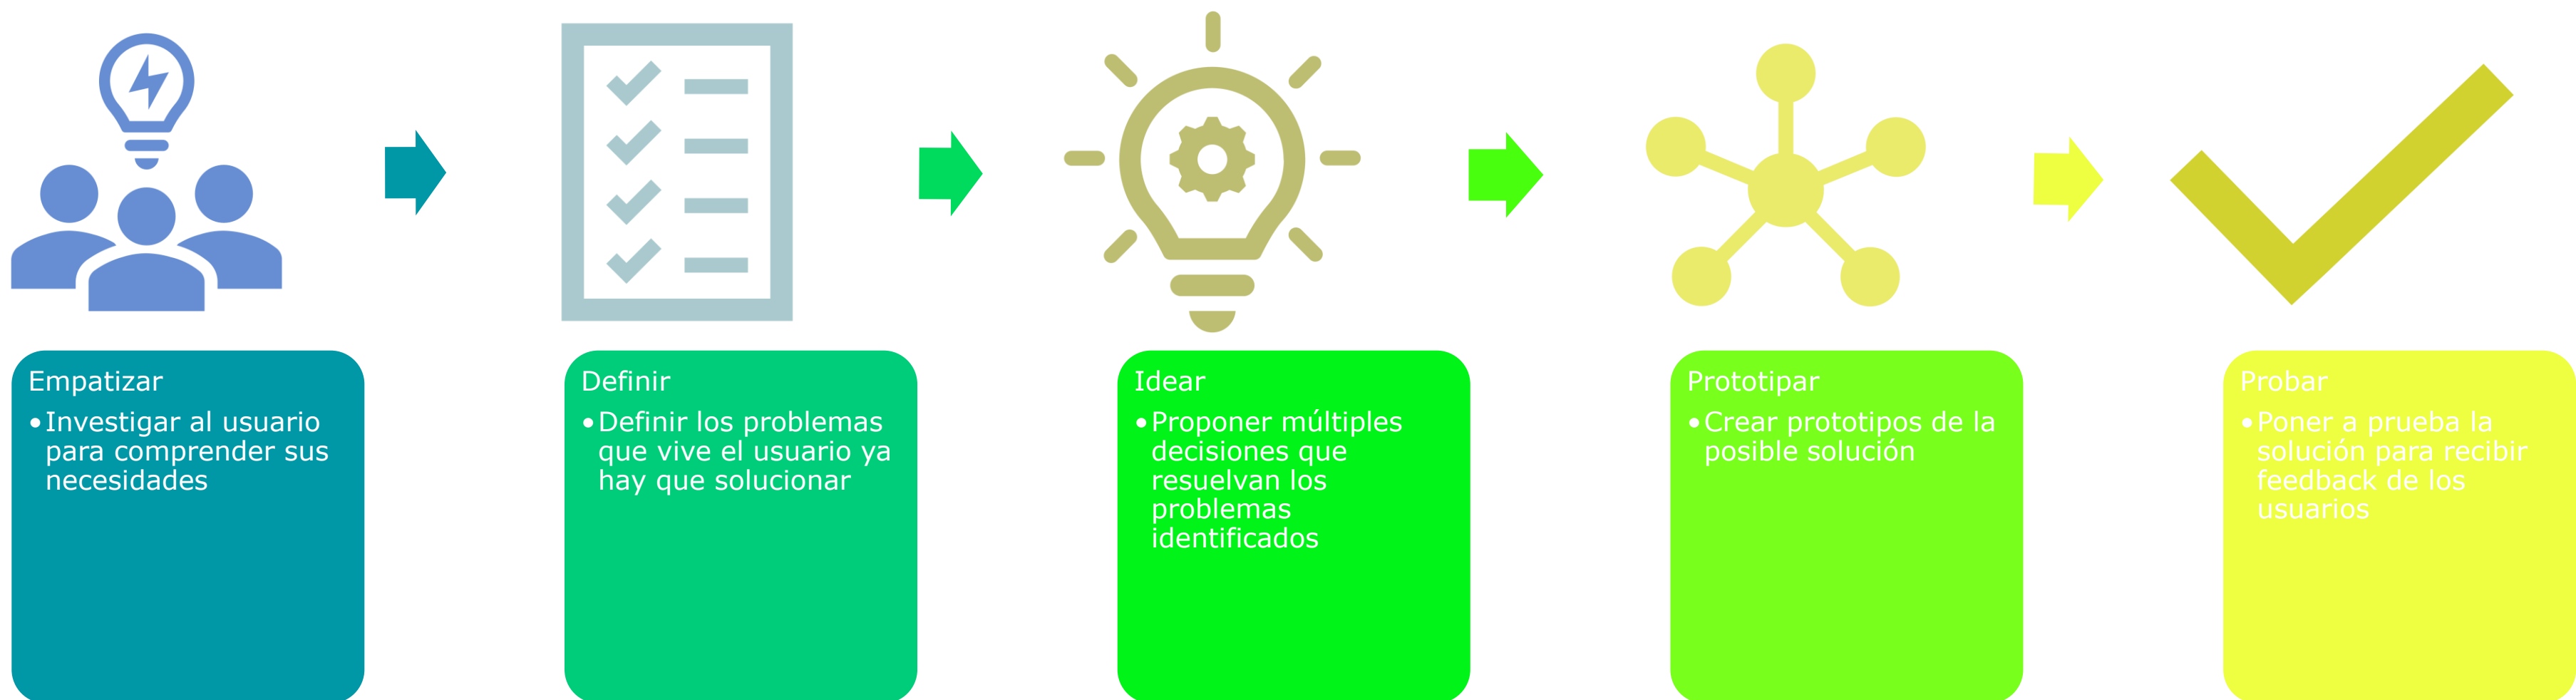 Empatizar
•Investigar al usuario
para comprender sus
necesidades
Definir
•Definir los problemas
que vive el usuario ya
hay que solucionar
Idear
•Proponer múltiples
decisiones que
resuelvan los
problemas
identificados
Prototipar
•Crear prototipos de la
posible solución
Probar
•Poner a prueba la
solución para recibir
feedback de los
usuarios